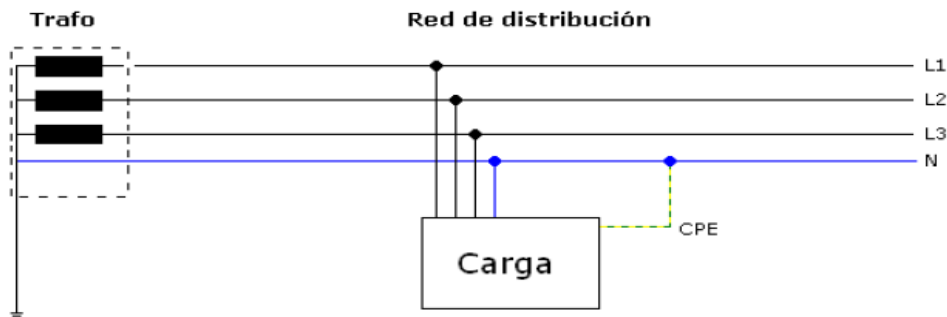 Trafo
Red de distribución
L1
L2
L3
N
CPE
Carga